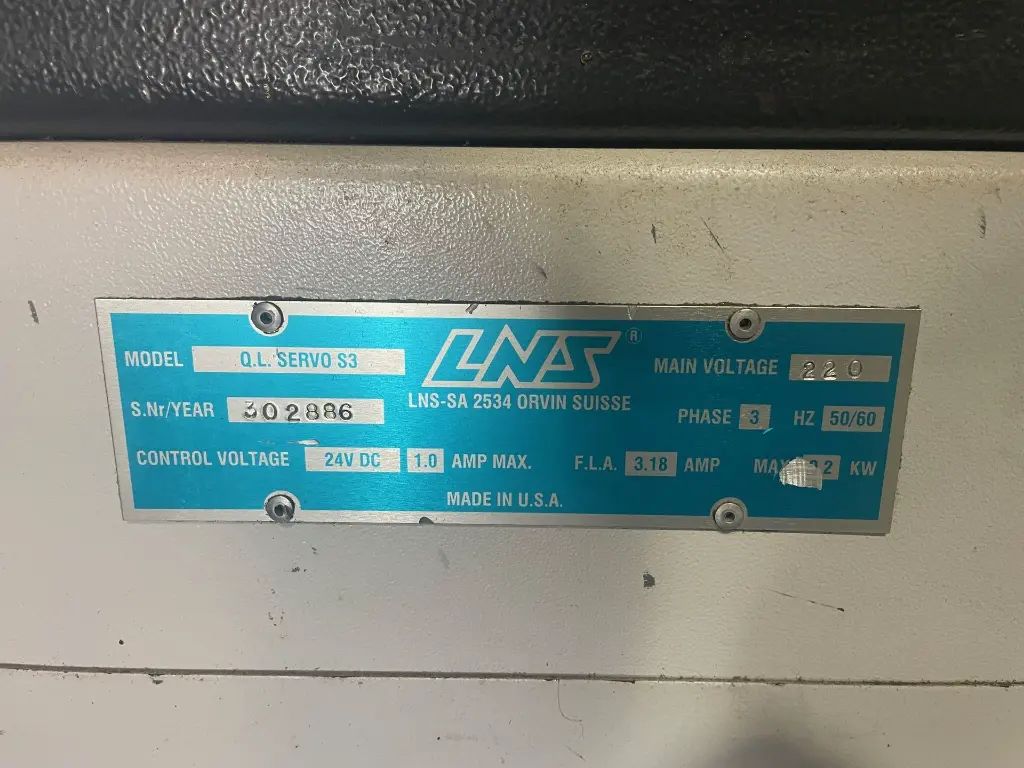 LNS®
LNS-SA 2534 ORVIN SUISSE
MODEL Q.L. SERVO S3
S.Nr/YEAR 302886
CONTROL VOLTAGE 24V DC 1.0 AMP MAX.
MAIN VOLTAGE 220
PHASE 3 HZ 50/60
F.L.A. 3.18 AMP
KW
MADE IN U.S.A.